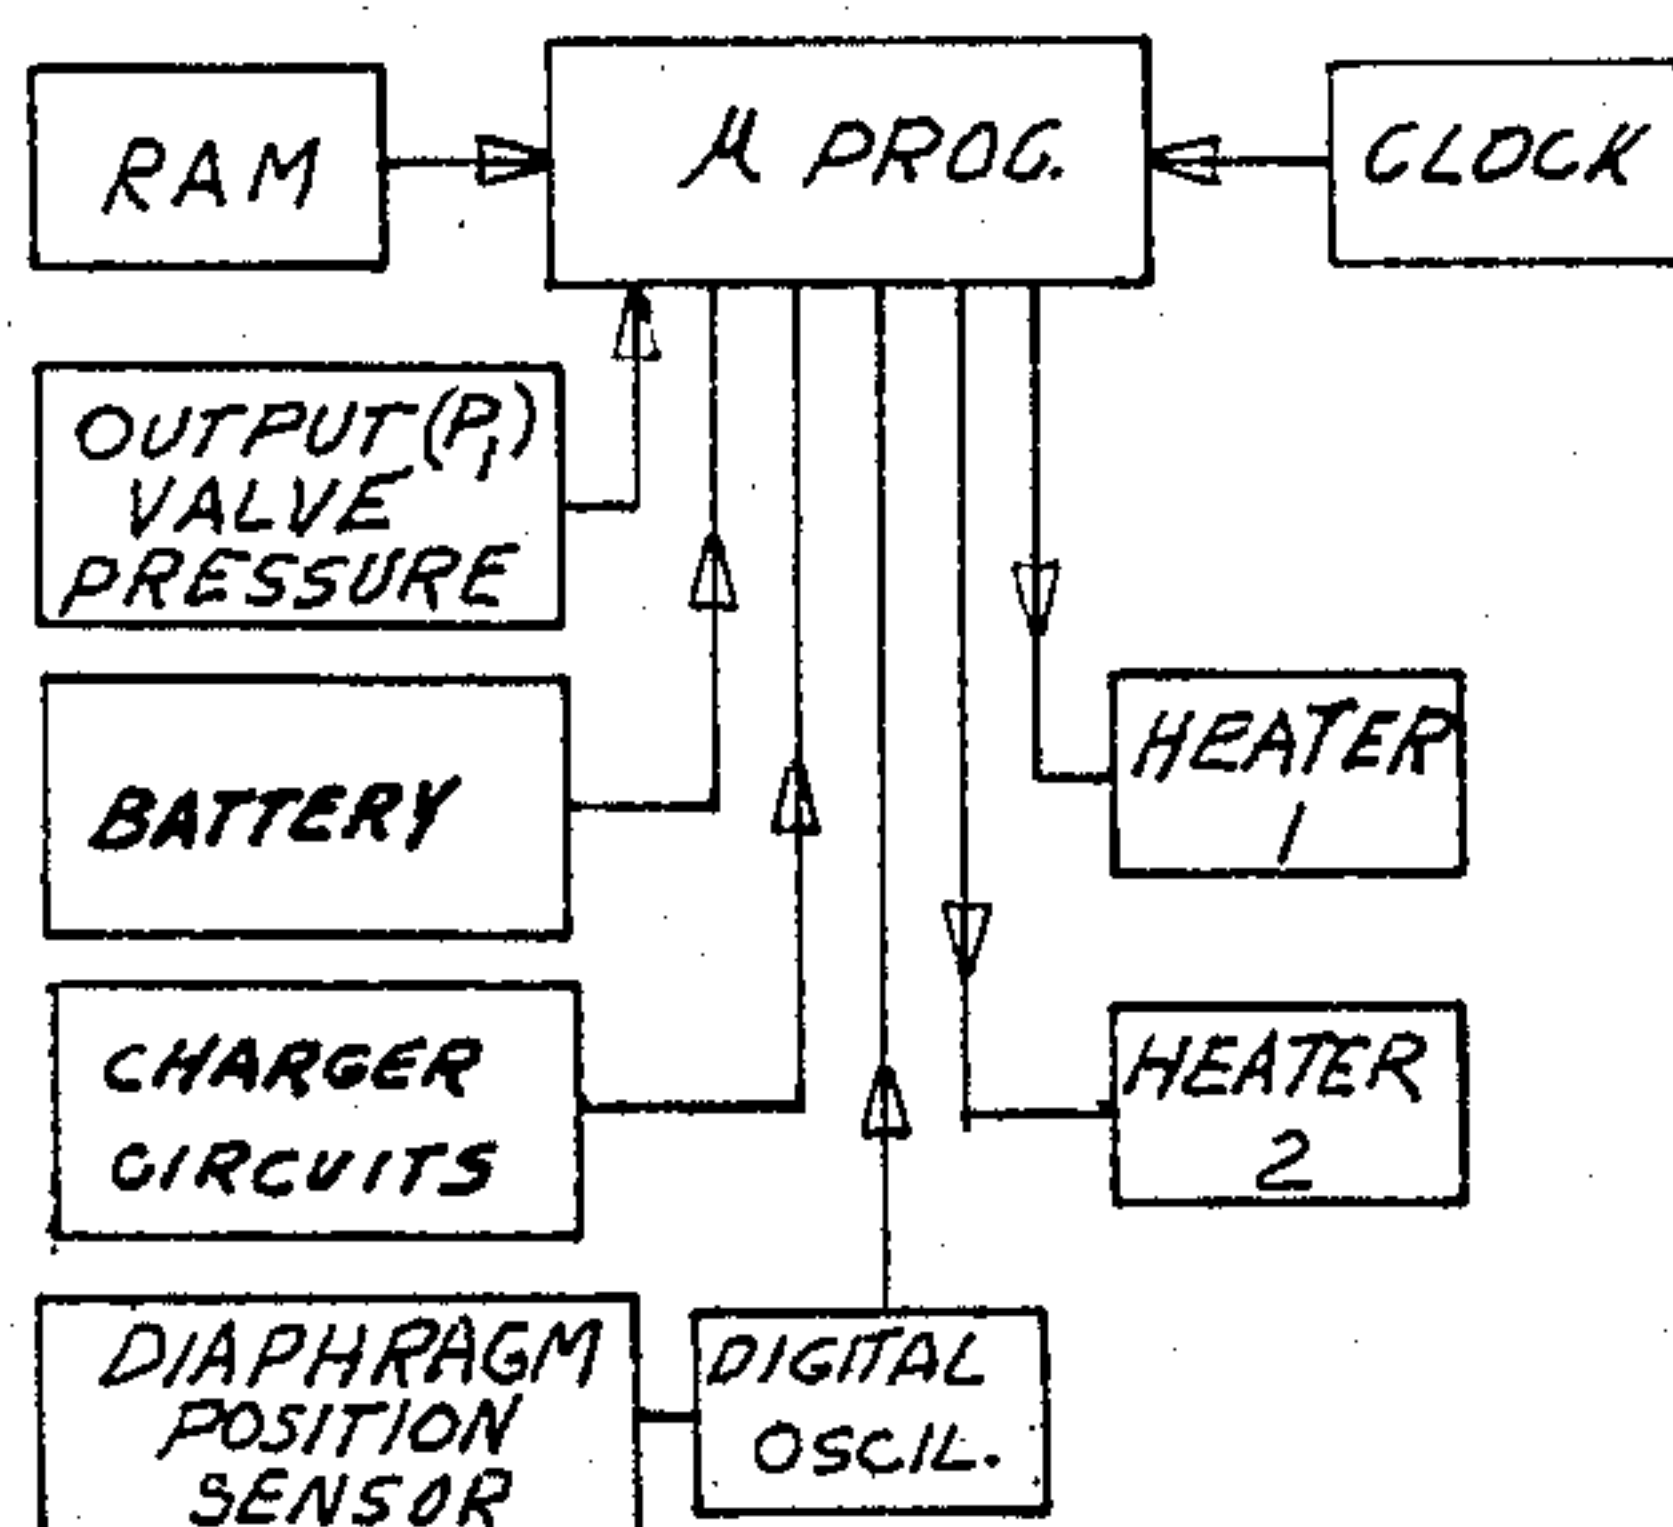 RAM
μ PROG.
CLOCK
OUTPUT (P₁)
VALVE
PRESSURE
BATTERY
HEATER
1
CHARGER
CIRCUITS
HEATER
2
DIAPHRAGM
POSITION
SENSOR
DIGITAL
OSCIL.